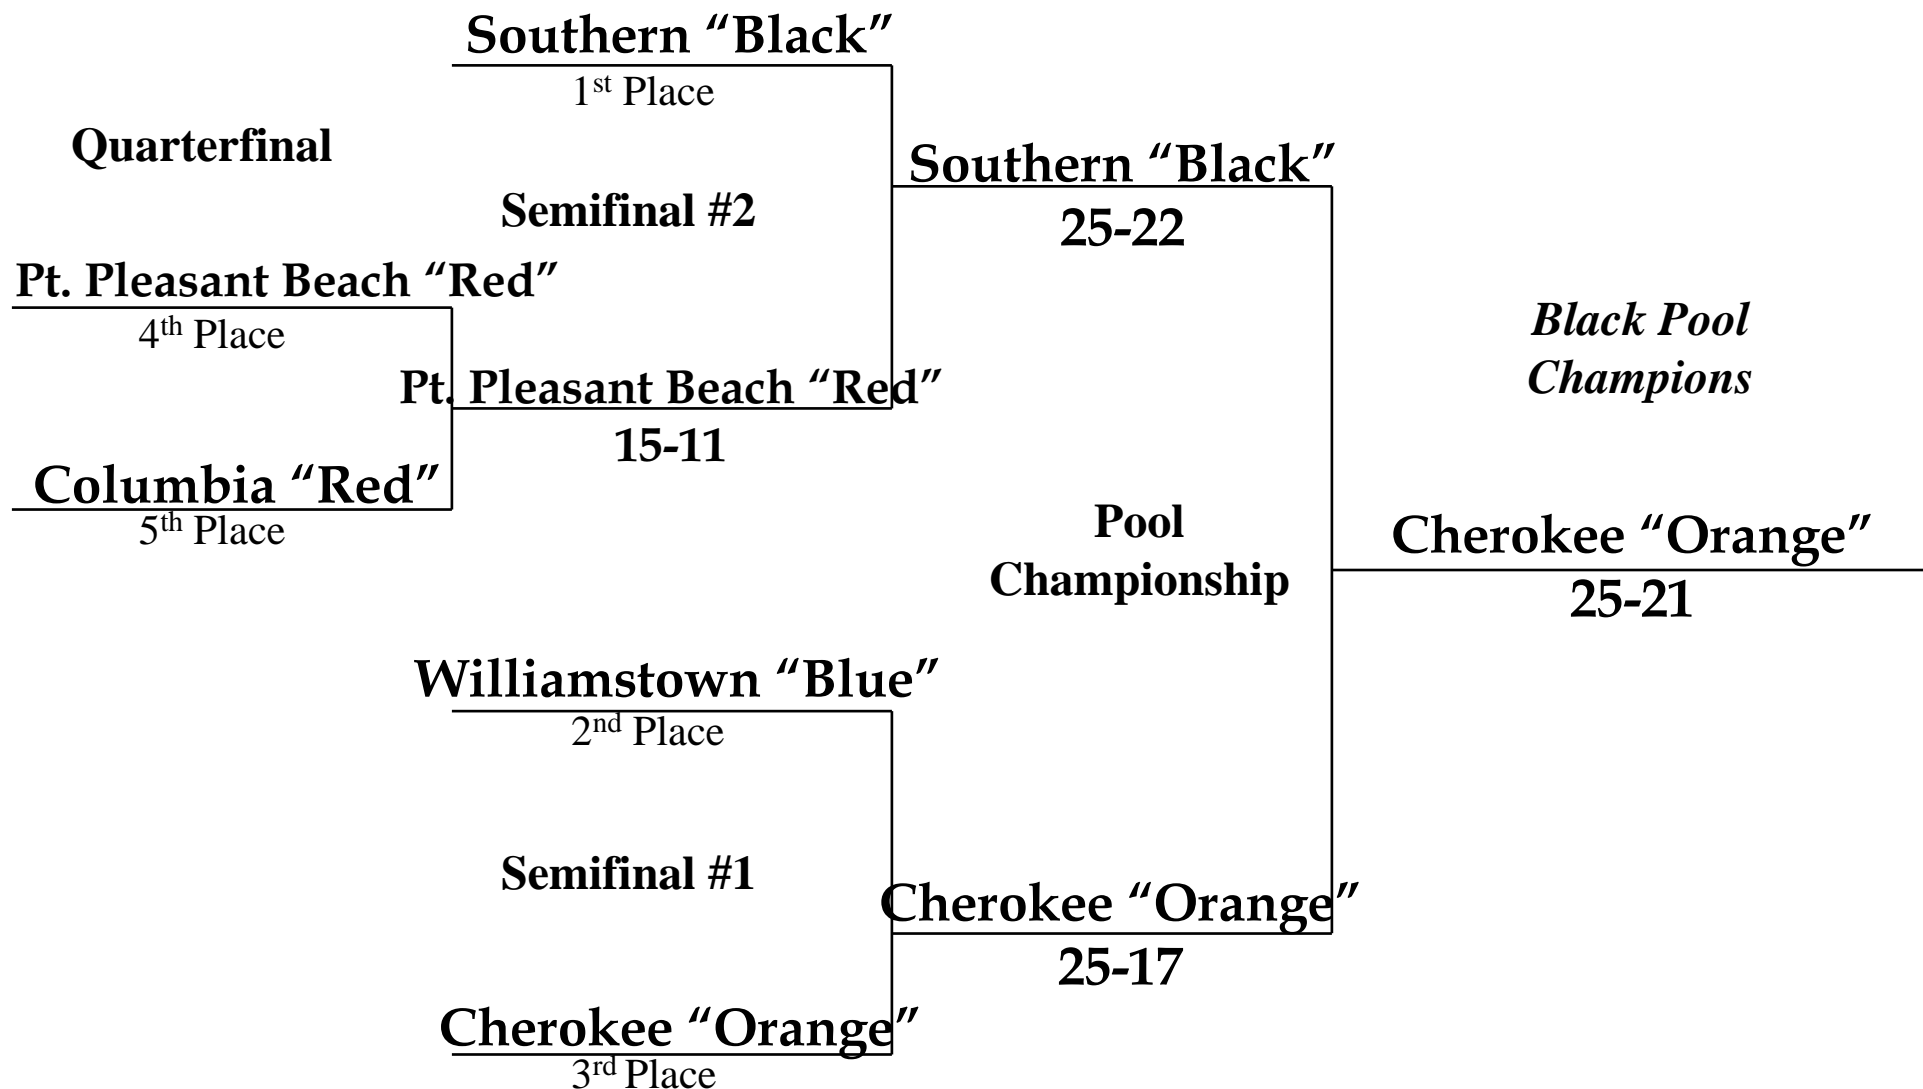 Southern “Black”
1st Place
Quarterfinal
Southern “Black”
Semifinal #2
25-22
Pt. Pleasant Beach “Red”
4th Place
Black Pool
Champions
Pt. Pleasant Beach “Red”
15-11
Columbia “Red”
5th Place
Pool
Championship
Cherokee “Orange”
25-21
Williamstown “Blue”
2nd Place
Semifinal #1
Cherokee “Orange”
25-17
Cherokee “Orange”
3rd Place